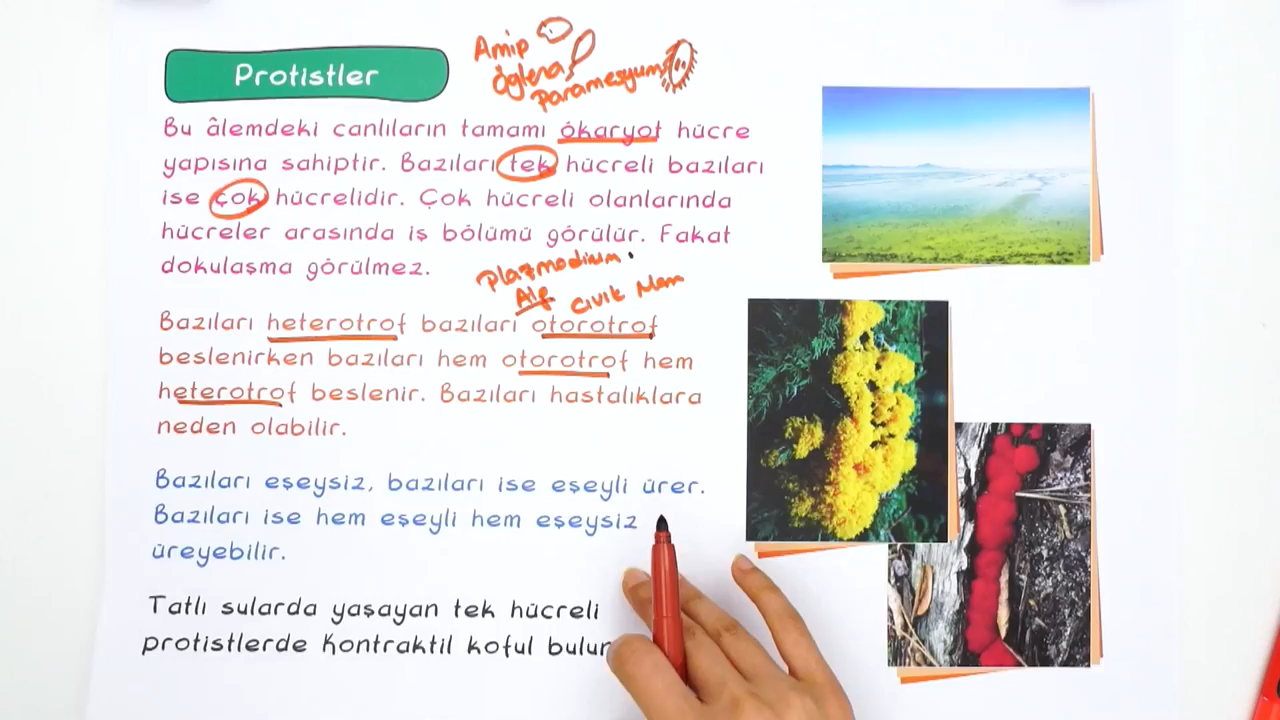 Protistler
Amip
Öglena
Paramesyum
Bu âlemdeki canlıların tamamı ökaryot hücre
yapısına sahiptir. Bazıları tek hücreli bazıları
ise çok hücrelidir. Çok hücreli olanlarında
hücreler arasında iş bölümü görülür. Fakat
dokulaşma görülmez.
Plazmodium
Alg Cıvık Man
Bazıları heterotrof bazıları otorotrof
beslenirken bazıları hem otorotrof hem
heterotrof beslenir. Bazıları hastalıklara
neden olabilir.
Bazıları eşeysiz, bazıları ise eşeyli ürer.
Bazıları ise hem eşeyli hem eşeysiz
üreyebilir.
Tatlı sularda yaşayan tek hücreli
protistlerde Kontraktil koful bulun